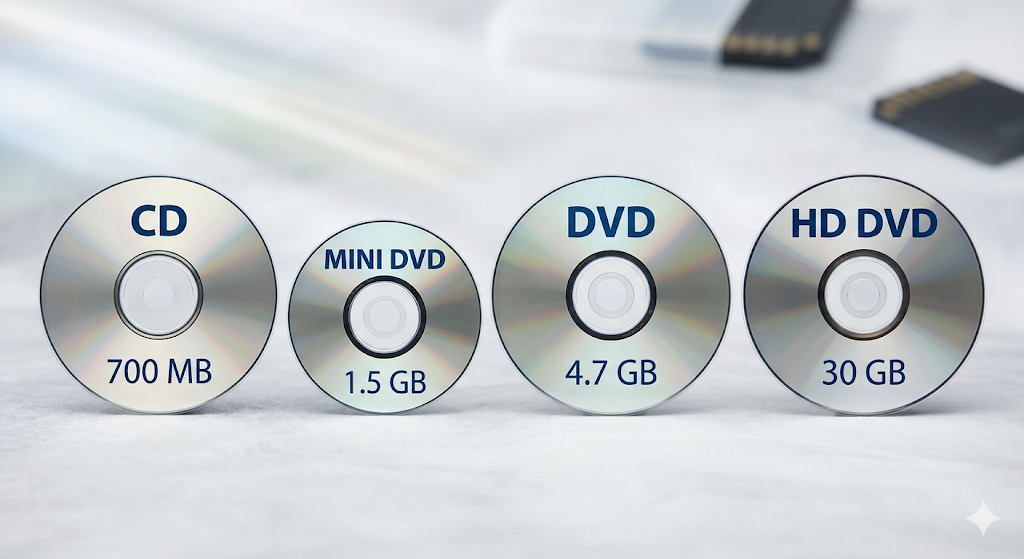 CD
700 MB
MINI DVD
1.5 GB
DVD
4.7 GB
HD DVD
30 GB